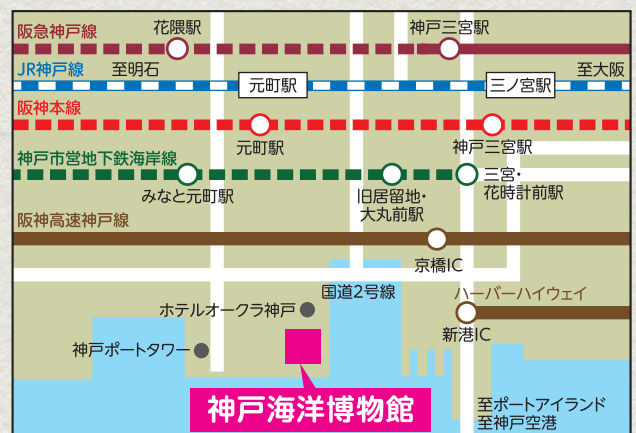 阪急神戸線
花隈駅
神戸三宮駅
JR神戸線
至明石
元町駅
三ノ宮駅
至大阪
阪神本線
元町駅
神戸三宮駅
神戸市営地下鉄海岸線
みなと元町駅
旧居留地・
大丸前駅
三宮・
花時計前駅
阪神高速神戸線
京橋IC
国道2号線
ハーバーハイウェイ
ホテルオークラ神戸
新港IC
神戸ポートタワー
神戸海洋博物館
至ポートアイランド
至神戸空港